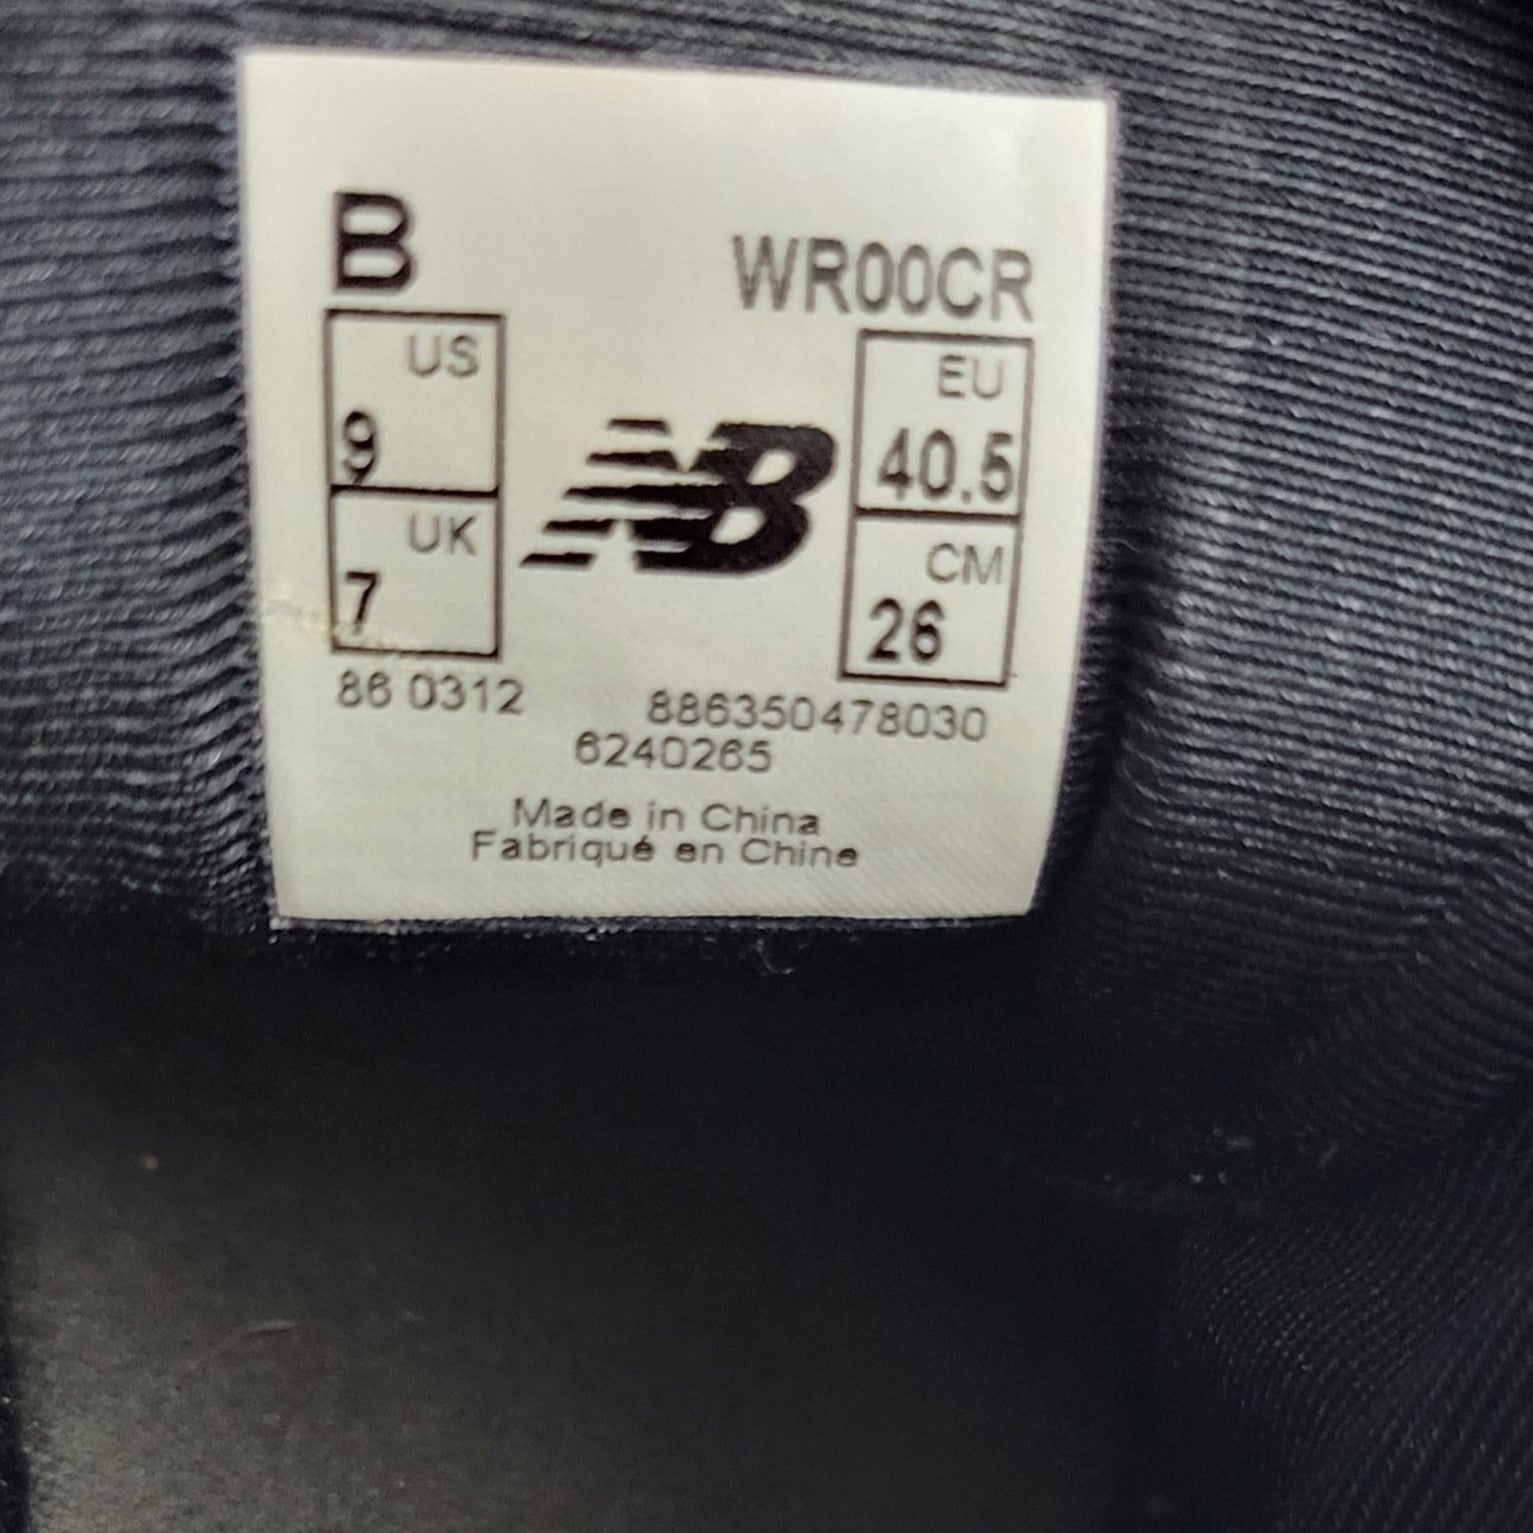 B
WR00CR
US
9
UK
7
NB
EU
40.5
CM
26
86 0312
886350478030
6240265
Made in China
Fabriqué en Chine